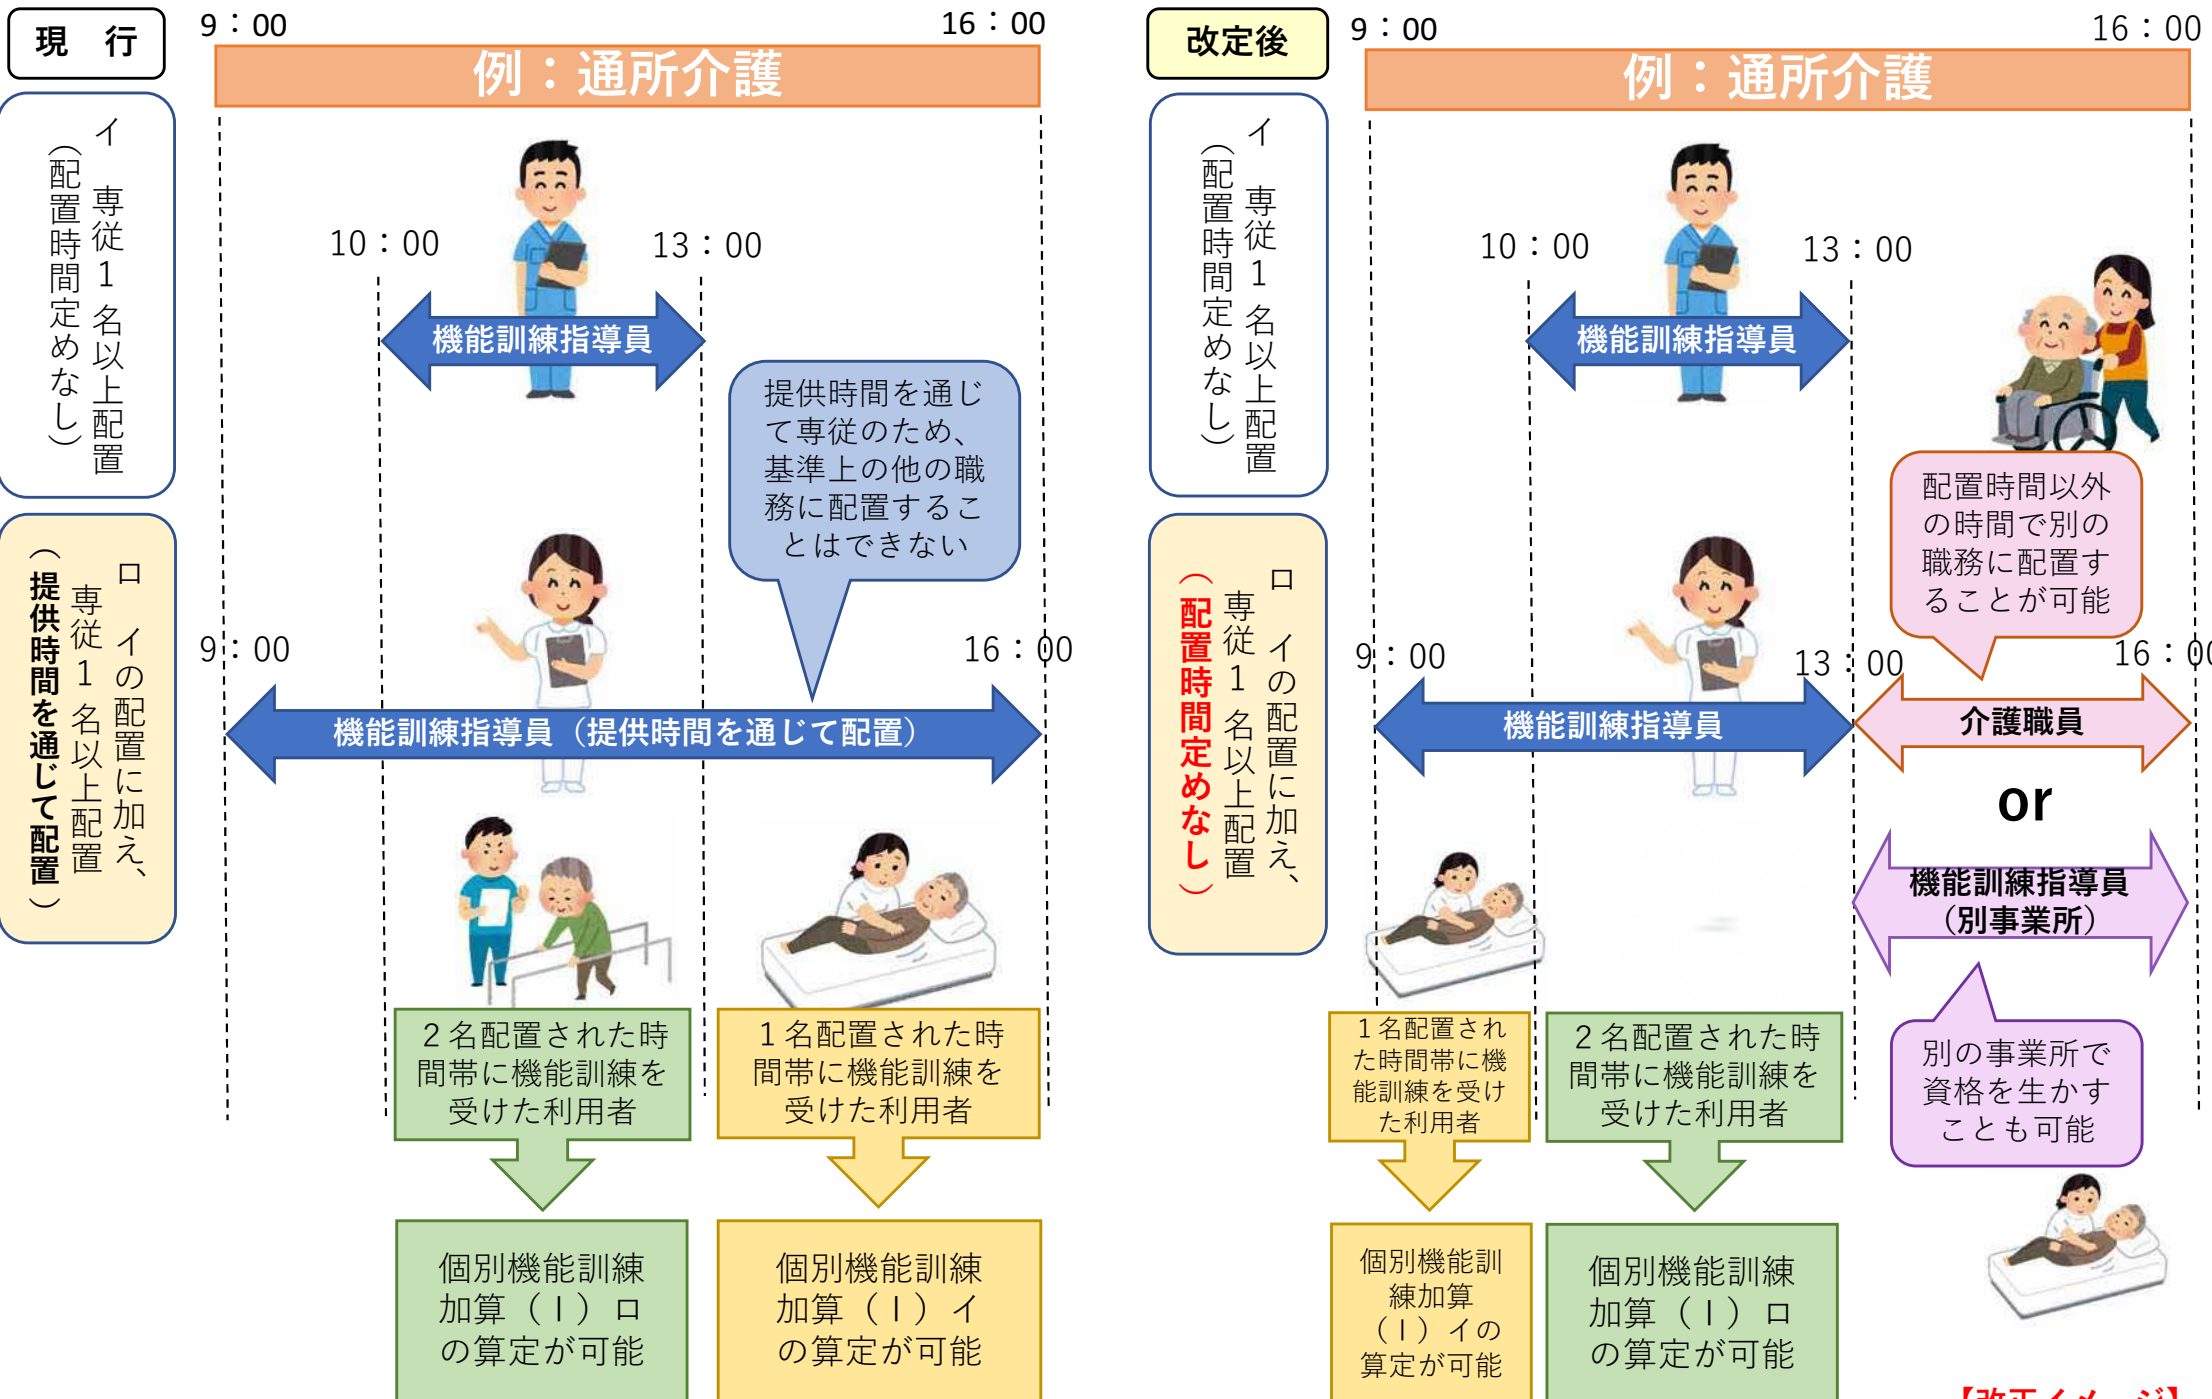 現　行
9：00
16：00
例：通所介護
イ　専従１名以上配置
（配置時間定めなし）
10：00
13：00
機能訓練指導員
提供時間を通じ
て専従のため、
基準上の他の職
務に配置するこ
とはできない
ロ　イの配置に加え、
専従１名以上配置
（提供時間を通じて配置）
9：00
16：00
機能訓練指導員（提供時間を通じて配置）
２名配置された時
間帯に機能訓練を
受けた利用者
１名配置された時
間帯に機能訓練を
受けた利用者
個別機能訓練
加算（Ⅰ）ロ
の算定が可能
個別機能訓練
加算（Ⅰ）イ
の算定が可能
改定後
9：00
16：00
例：通所介護
イ　専従１名以上配置
（配置時間定めなし）
10：00
13：00
機能訓練指導員
配置時間以外
の時間で別の
職務に配置す
ることが可能
ロ　イの配置に加え、
専従１名以上配置
（配置時間定めなし）
9：00
13：00
16：00
機能訓練指導員
介護職員
or
機能訓練指導員
（別事業所）
別の事業所で
資格を生かす
ことも可能
１名配置され
た時間帯に機
能訓練を受け
た利用者
２名配置された時
間帯に機能訓練を
受けた利用者
個別機能訓
練加算
（Ⅰ）イの
算定が可能
個別機能訓練
加算（Ⅰ）ロ
の算定が可能
【改正イメージ】